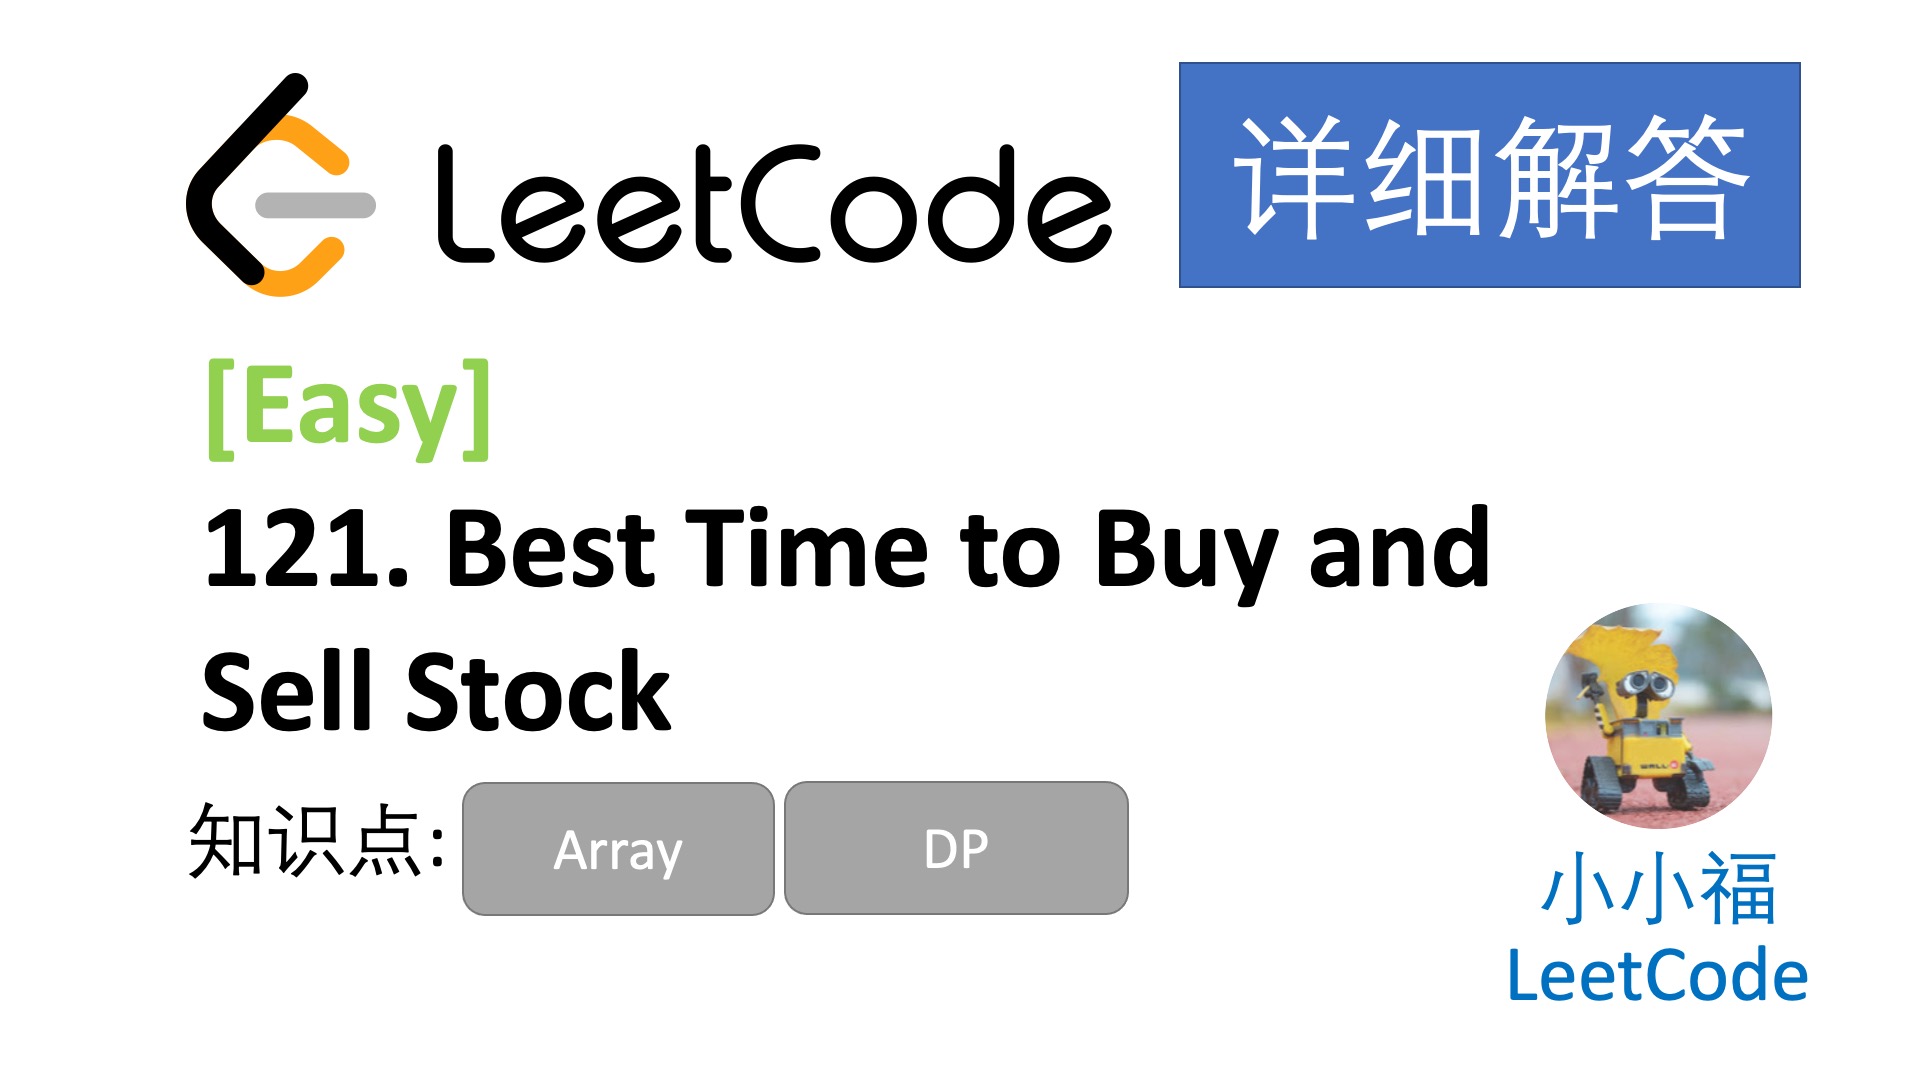 LeetCode
详细解答
[Easy]
121. Best Time to Buy and
Sell Stock
知识点:
Array
DP
WALL·E
小小福
LeetCode